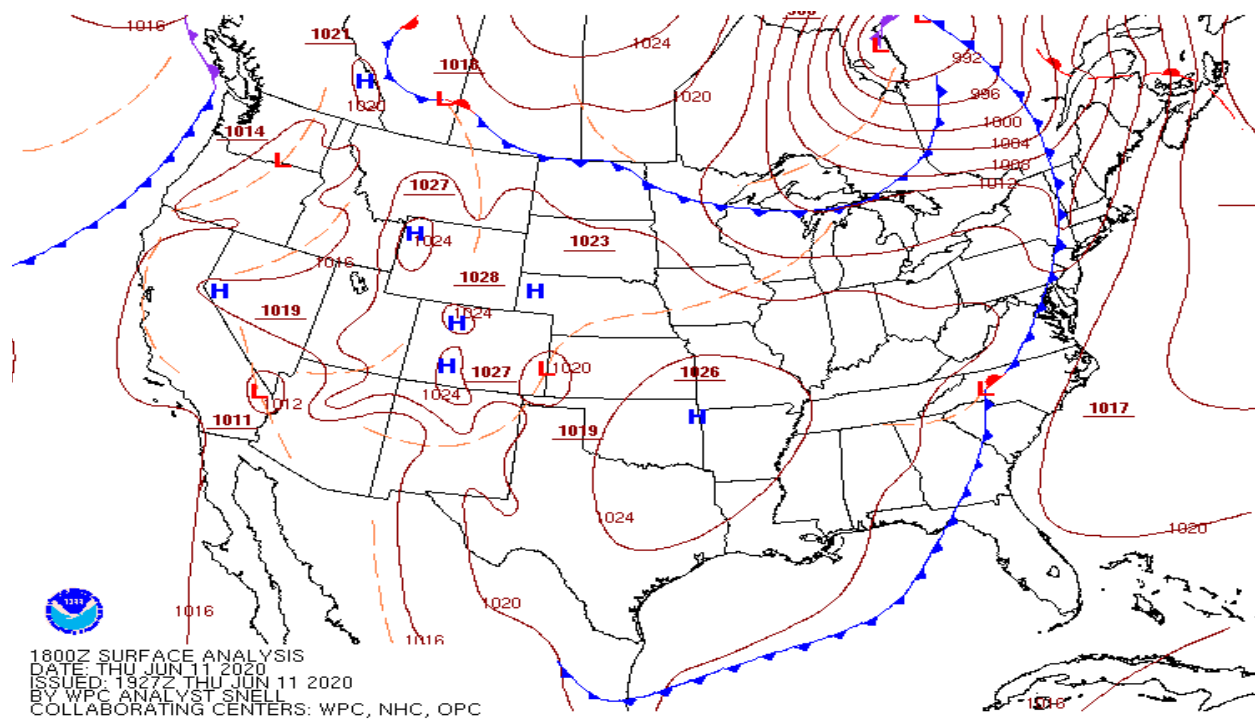 1016
1021
1024
1018
992
H
1020
L
L
L
1020
996
1000
1004
1008
1012
1014
L
1027
H
1024
1023
1016
1028
H
H
1019
1024
H
H
1024
1027
L
1020
1026
L
1012
1011
L
1017
H
1019
1024
1020
1020
1016
1016
1016
1800Z SURFACE ANALYSIS
DATE: THU JUN 11 2020
ISSUED: 1927Z THU JUN 11 2020
BY WPC ANALYST SNELL
COLLABORATING CENTERS: WPC, NHC, OPC